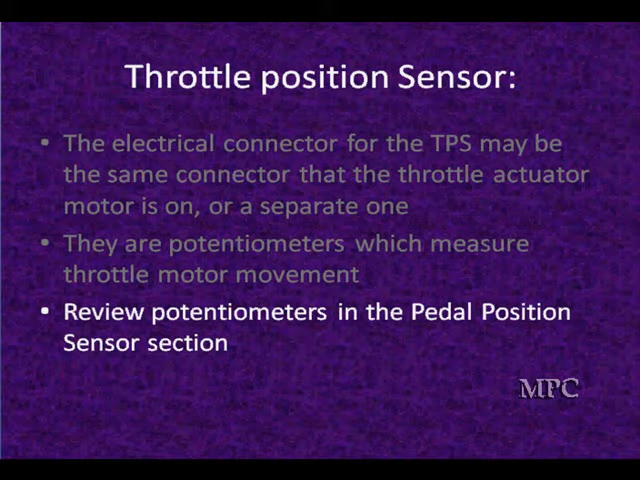 Throttle position Sensor:
• The electrical connector for the TPS may be
the same connector that the throttle actuator
motor is on, or a separate one
• They are potentiometers which measure
throttle motor movement
• Review potentiometers in the Pedal Position
Sensor section
MPC